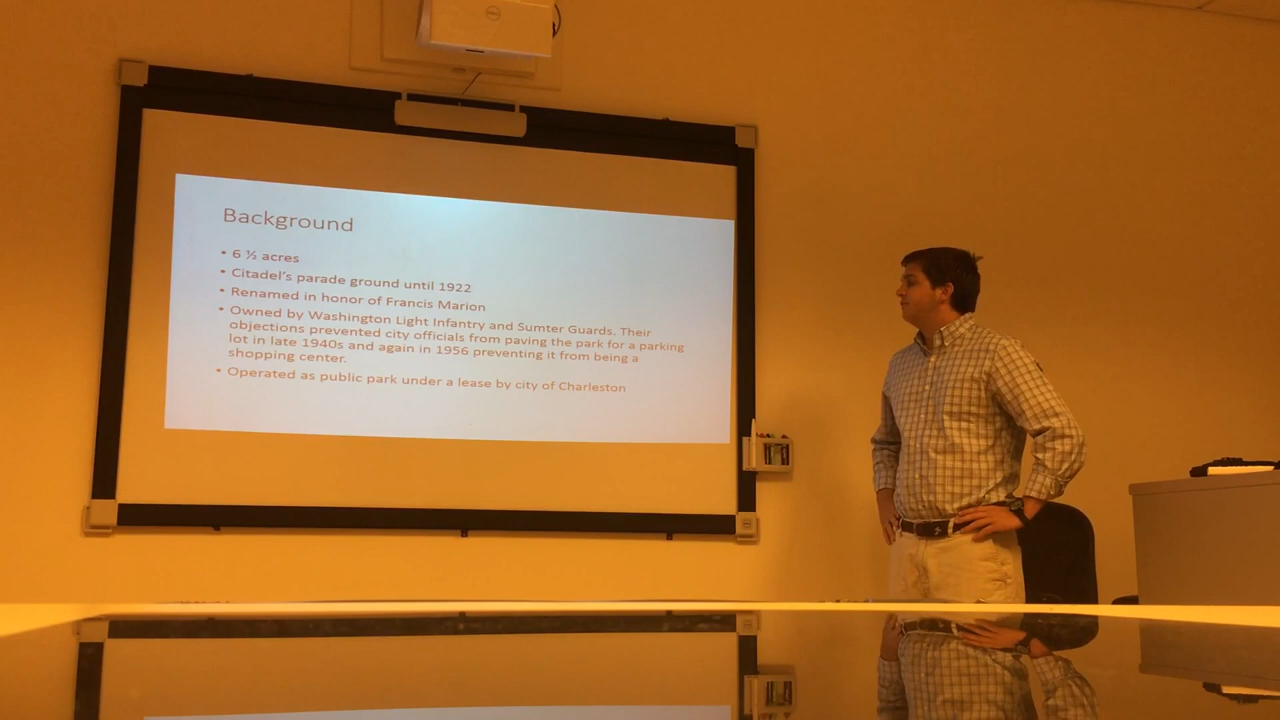 Background
• 6 ½ acres
• Citadel's parade ground until 1922
• Renamed in honor of Francis Marion
• Owned by Washington Light Infantry and Sumter Guards. Their
objections prevented city officials from paving the park for a parking
lot in late 1940s and again in 1956 preventing it from being a
shopping center.
• Operated as public park under a lease by city of Charleston